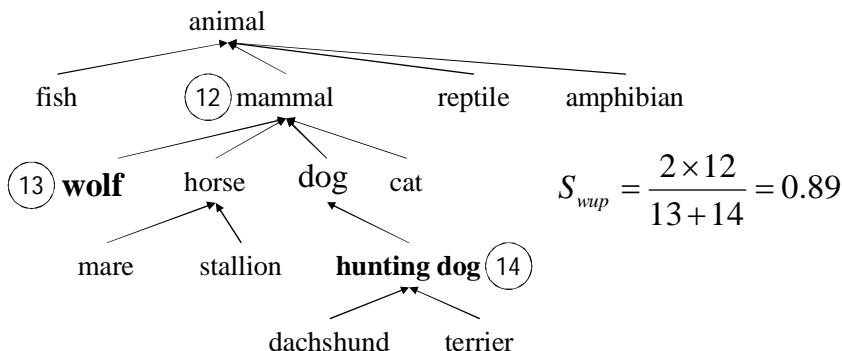 animal
fish 12 mammal reptile amphibian
13 wolf horse dog cat
S_wup = (2 × 12) / (13 + 14) = 0.89
mare stallion hunting dog 14
dachshund terrier